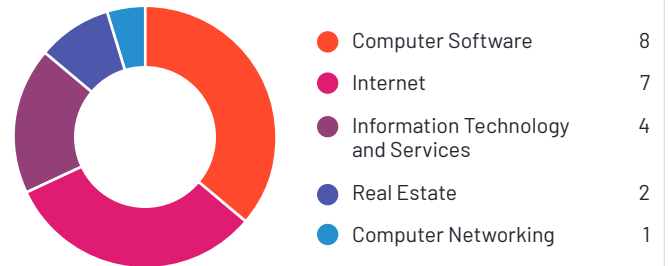 Computer Software 8
Internet 7
Information Technology 4
and Services
Real Estate 2
Computer Networking 1